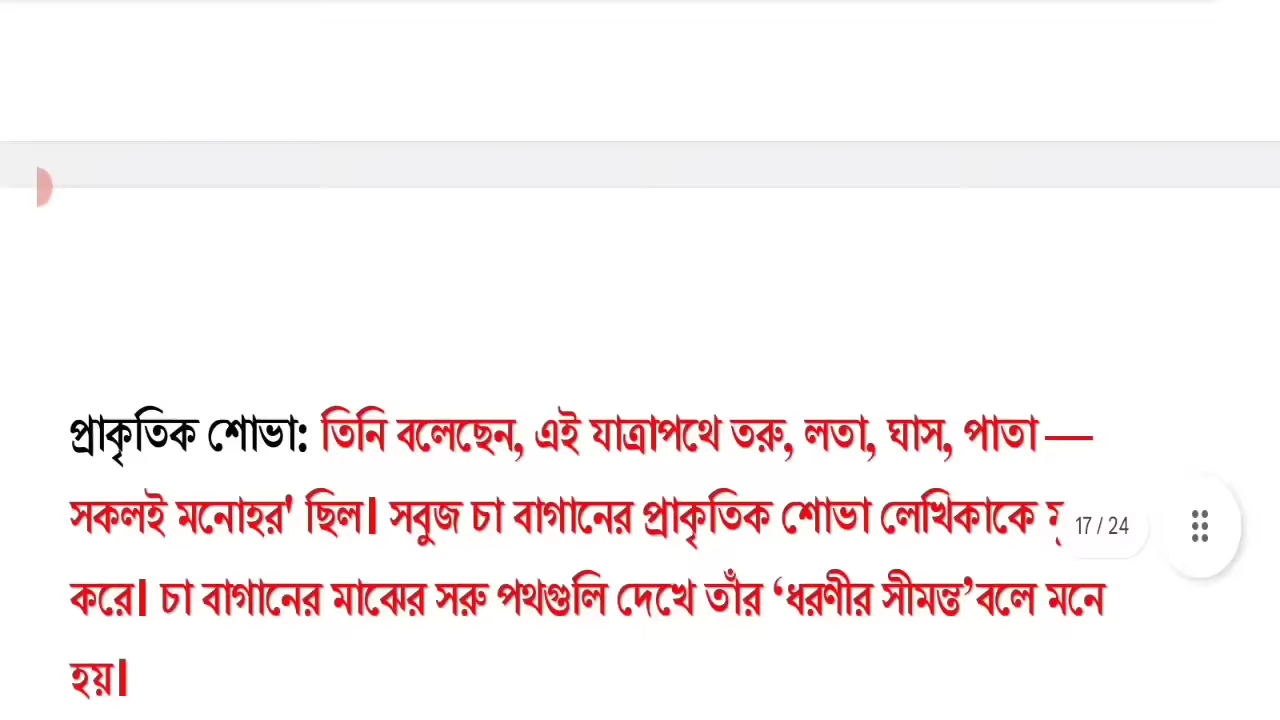 প্রাকৃতিক শোভা: তিনি বলেছেন, এই যাত্রাপথে তরু, লতা, ঘাস, পাতা —
সকলই মনোহর' ছিল। সবুজ চা বাগানের প্রাকৃতিক শোভা লেখিকাকে
17 / 24
করে। চা বাগানের মাঝের সরু পথগুলি দেখে তাঁর ‘ধরণীর সীমন্ত’বলে মনে
হয়।